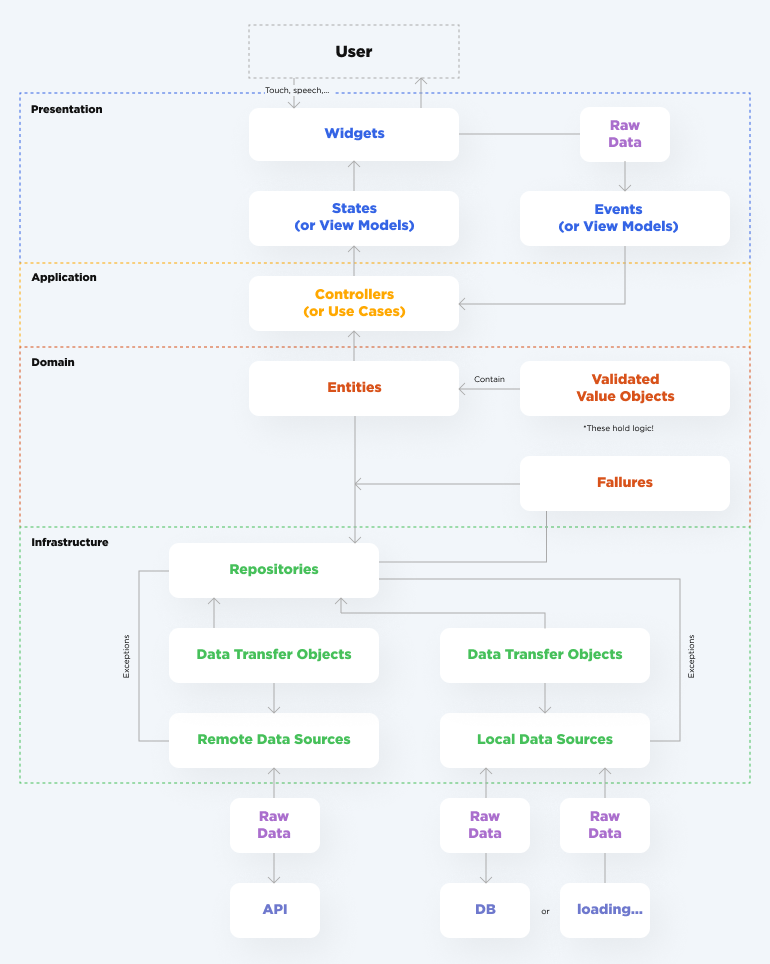 User
Touch, speech,...
Presentation
Widgets
Raw
Data
States
(or View Models)
Events
(or View Models)
Application
Controllers
(or Use Cases)
Domain
Entities
Contain
Validated
Value Objects
*These hold logic!
Fallures
Infrastructure
Repositories
Exceptions
Data Transfer Objects
Data Transfer Objects
Exceptions
Remote Data Sources
Local Data Sources
Raw
Data
Raw
Data
Raw
Data
API
DB
or
loading...